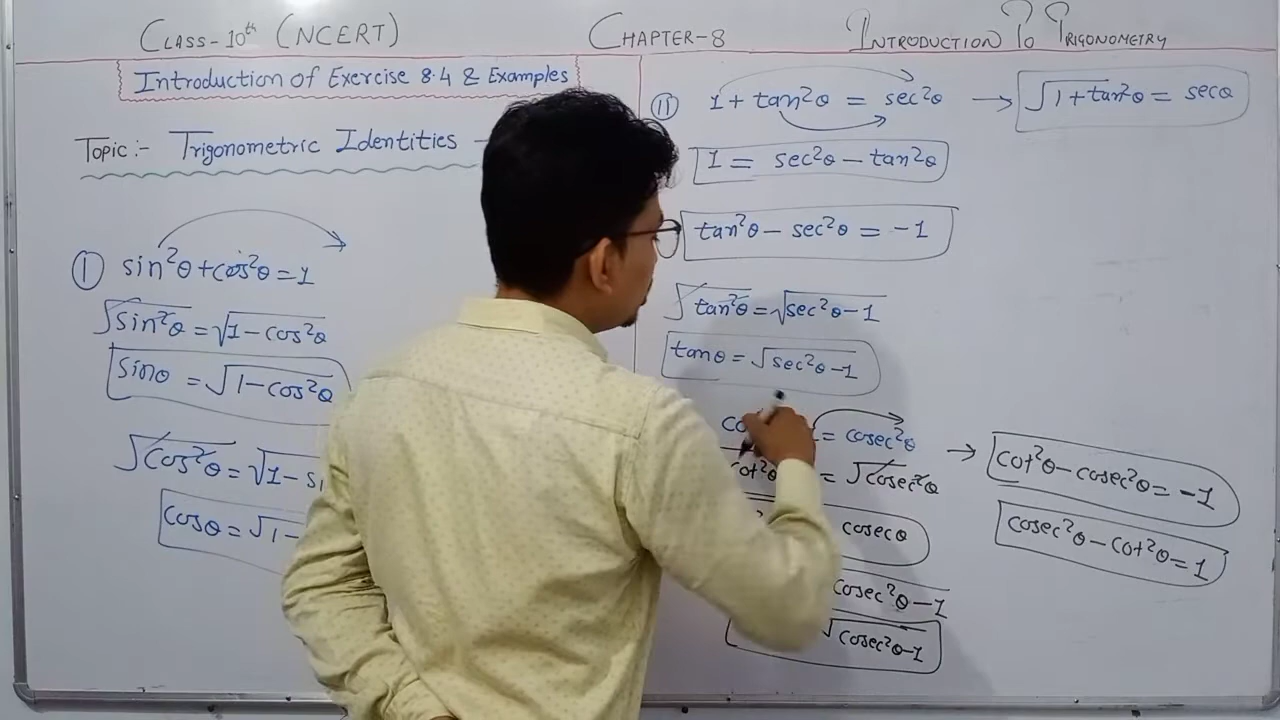 CLASS-10th (NCERT) CHAPTER-8 INTRODUCTION TO TRIGONOMETRY
Introduction of Exercise 8.4 & Examples
Topic:- Trigonometric Identities -
① sin²θ+cos²θ=1
√sin²θ = √1-cos²θ
sinθ = √1-cos²θ
√cos²θ = √1-s
cosθ = √1-
⑪ 1+tan²θ = sec²θ → √1+tan²θ = secθ
1 = sec²θ - tan²θ
tan²θ - sec²θ = -1
√tan²θ = √sec²θ-1
tanθ = √sec²θ-1
= cosec²θ → cot²θ-cosec²θ = -1
cot²θ = √cosec²θ
cosec²θ-cot²θ = 1
cosecθ
cosec²θ-1
√cosec²θ-1